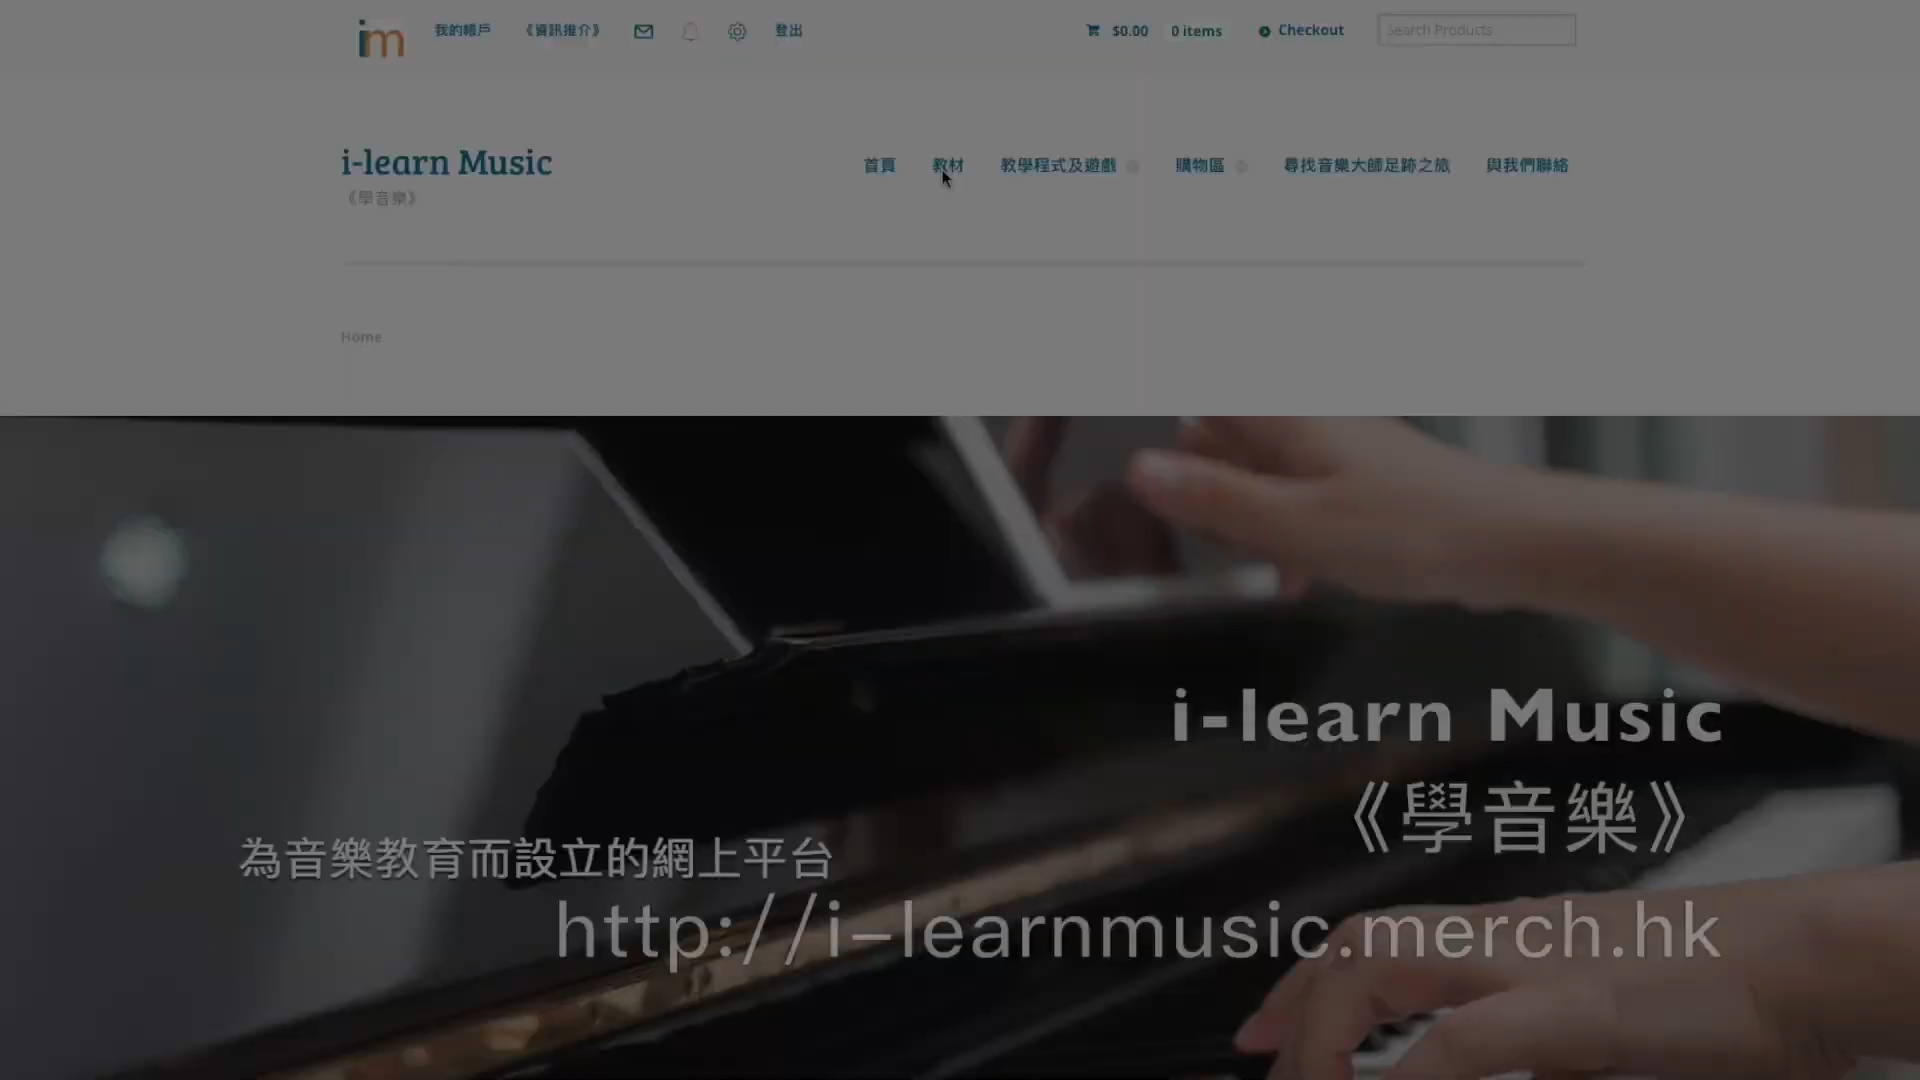 im 我的帳戶 《資訊推介》 登出 $0.00 0 items Checkout Search Products
i-learn Music
《學音樂》
首頁 教材 教學程式及遊戲 購物區 尋找音樂大師足跡之旅 與我們聯絡
Home
i-learn Music
《學音樂》
為音樂教育而設立的網上平台
http://i-learnmusic.merch.hk